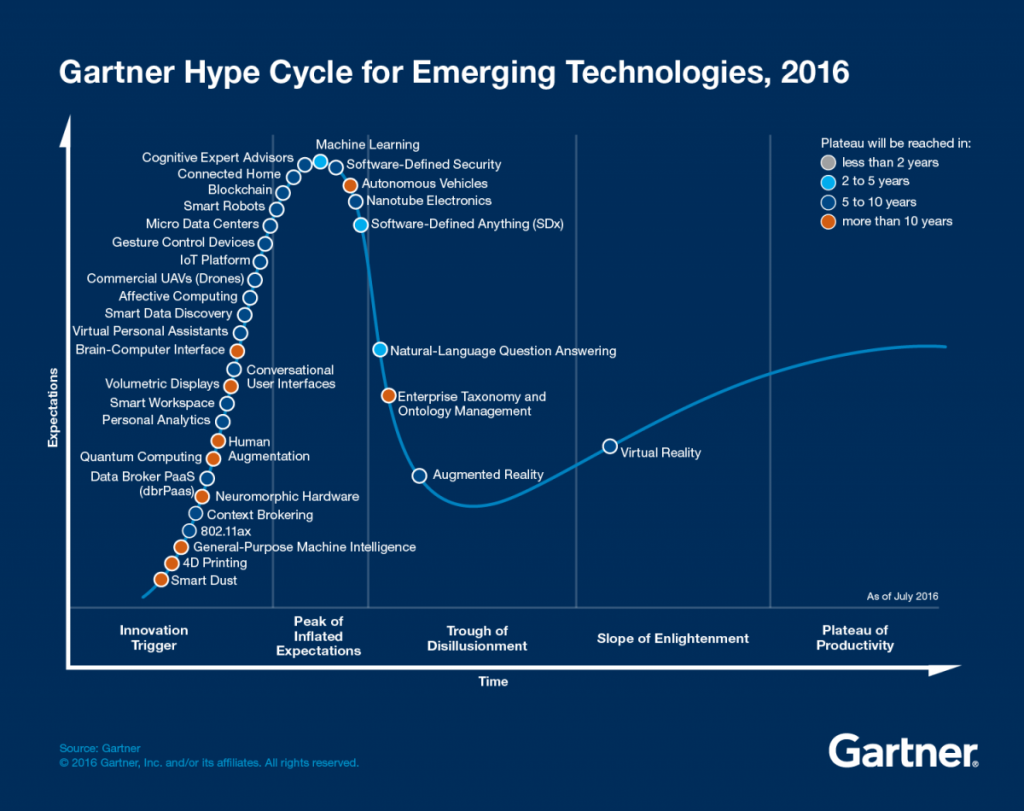 Gartner Hype Cycle for Emerging Technologies, 2016
Plateau will be reached in:
less than 2 years
2 to 5 years
5 to 10 years
more than 10 years
Expectations
Machine Learning
Cognitive Expert Advisors
Software-Defined Security
Connected Home
Autonomous Vehicles
Blockchain
Nanotube Electronics
Smart Robots
Micro Data Centers
Software-Defined Anything (SDx)
Gesture Control Devices
IoT Platform
Commercial UAVs (Drones)
Affective Computing
Smart Data Discovery
Virtual Personal Assistants
Brain-Computer Interface
Natural-Language Question Answering
Conversational
User Interfaces
Volumetric Displays
Smart Workspace
Enterprise Taxonomy and
Ontology Management
Personal Analytics
Human
Augmentation
Quantum Computing
Virtual Reality
Data Broker PaaS
(dbrPaas)
Augmented Reality
Neuromorphic Hardware
Context Brokering
802.11ax
General-Purpose Machine Intelligence
4D Printing
Smart Dust
As of July 2016
Innovation
Trigger
Peak of
Inflated
Expectations
Trough of
Disillusionment
Slope of Enlightenment
Plateau of
Productivity
Time
Source: Gartner
© 2016 Gartner, Inc. and/or its affiliates. All rights reserved.
Gartner®